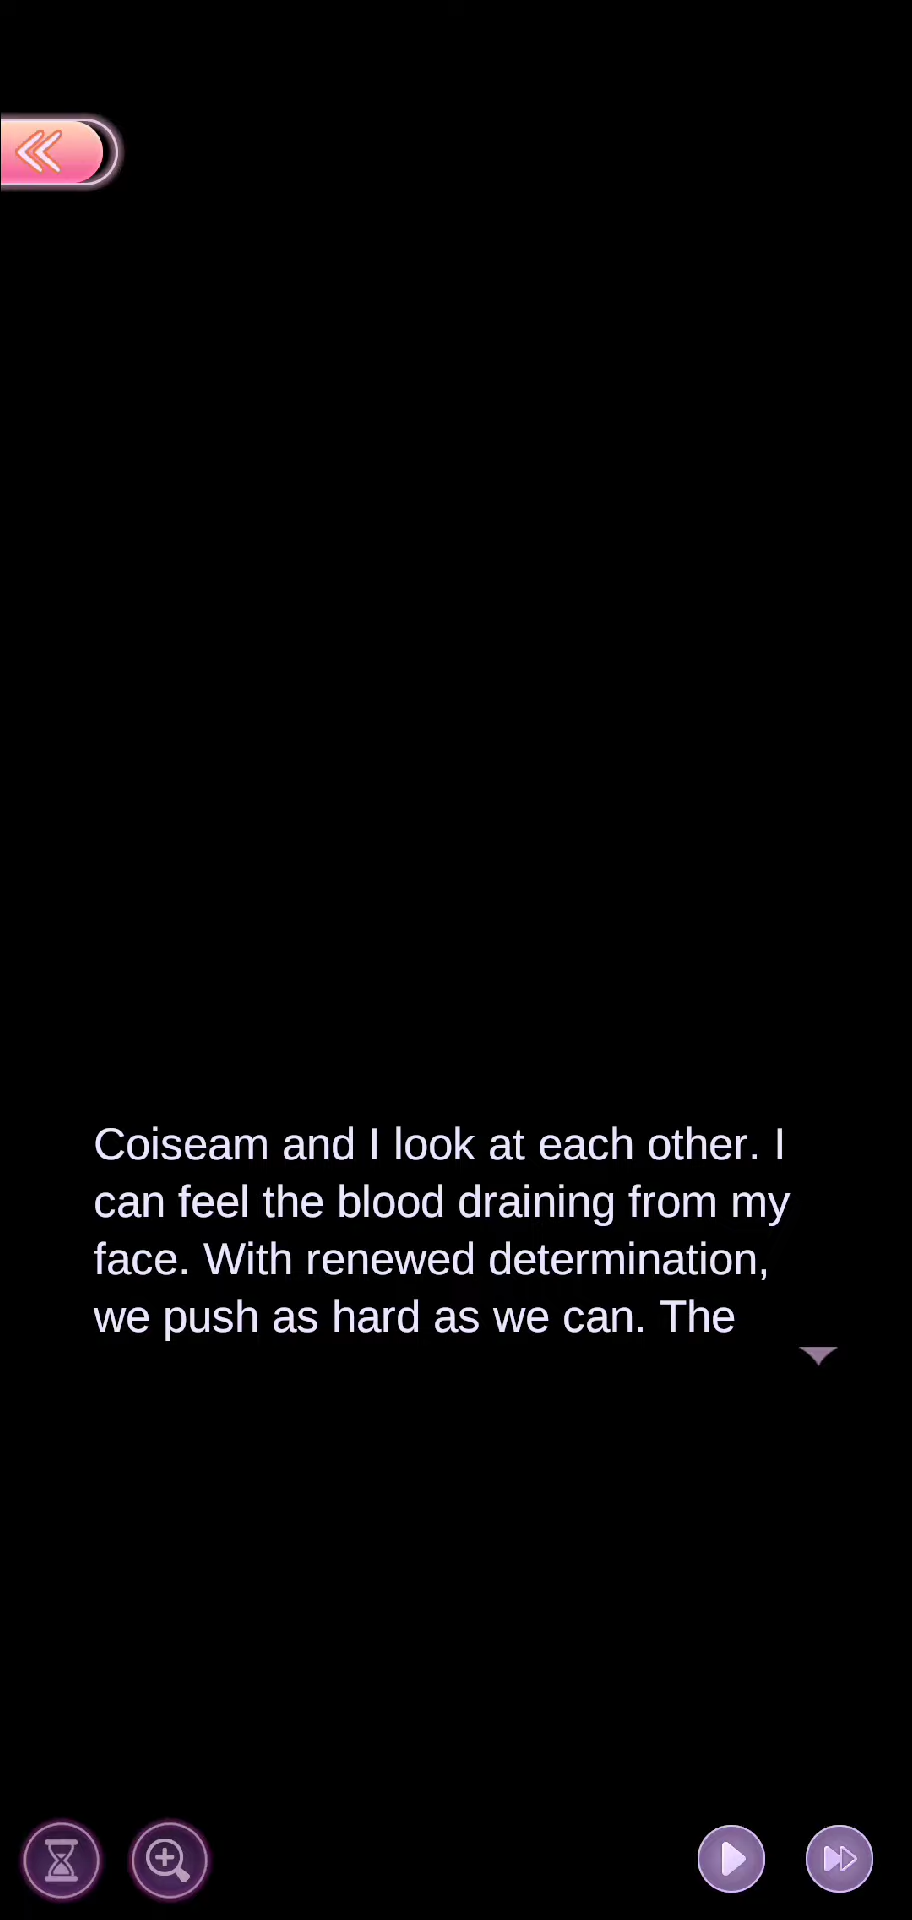 Coiseam and I look at each other. I
can feel the blood draining from my
face. With renewed determination,
we push as hard as we can. The